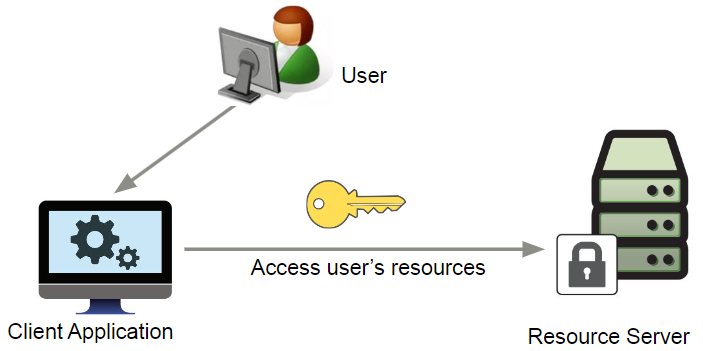 User
Access user's resources
Client Application
Resource Server